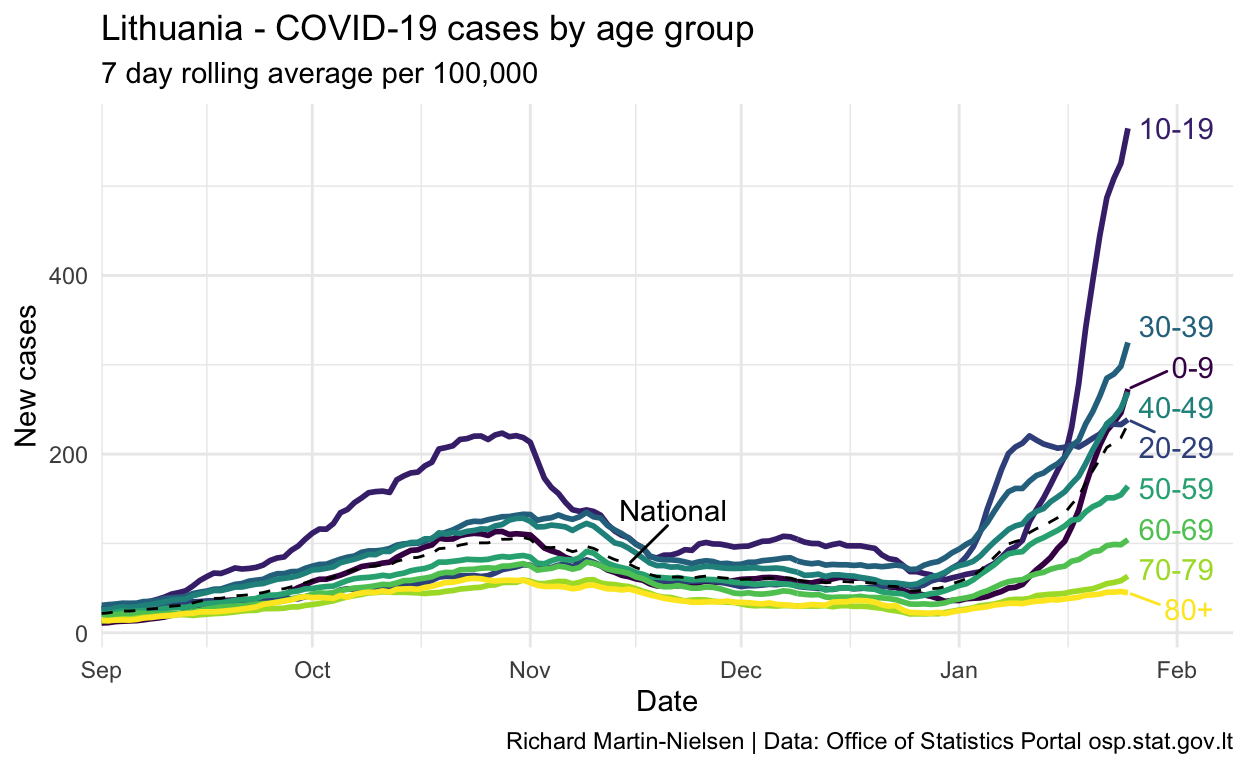 Lithuania - COVID-19 cases by age group
7 day rolling average per 100,000
New cases
400
200
0
10-19
30-39
0-9
40-49
20-29
50-59
60-69
70-79
80+
National
Sep Oct Nov Dec Jan Feb
Date
Richard Martin-Nielsen | Data: Office of Statistics Portal osp.stat.gov.lt